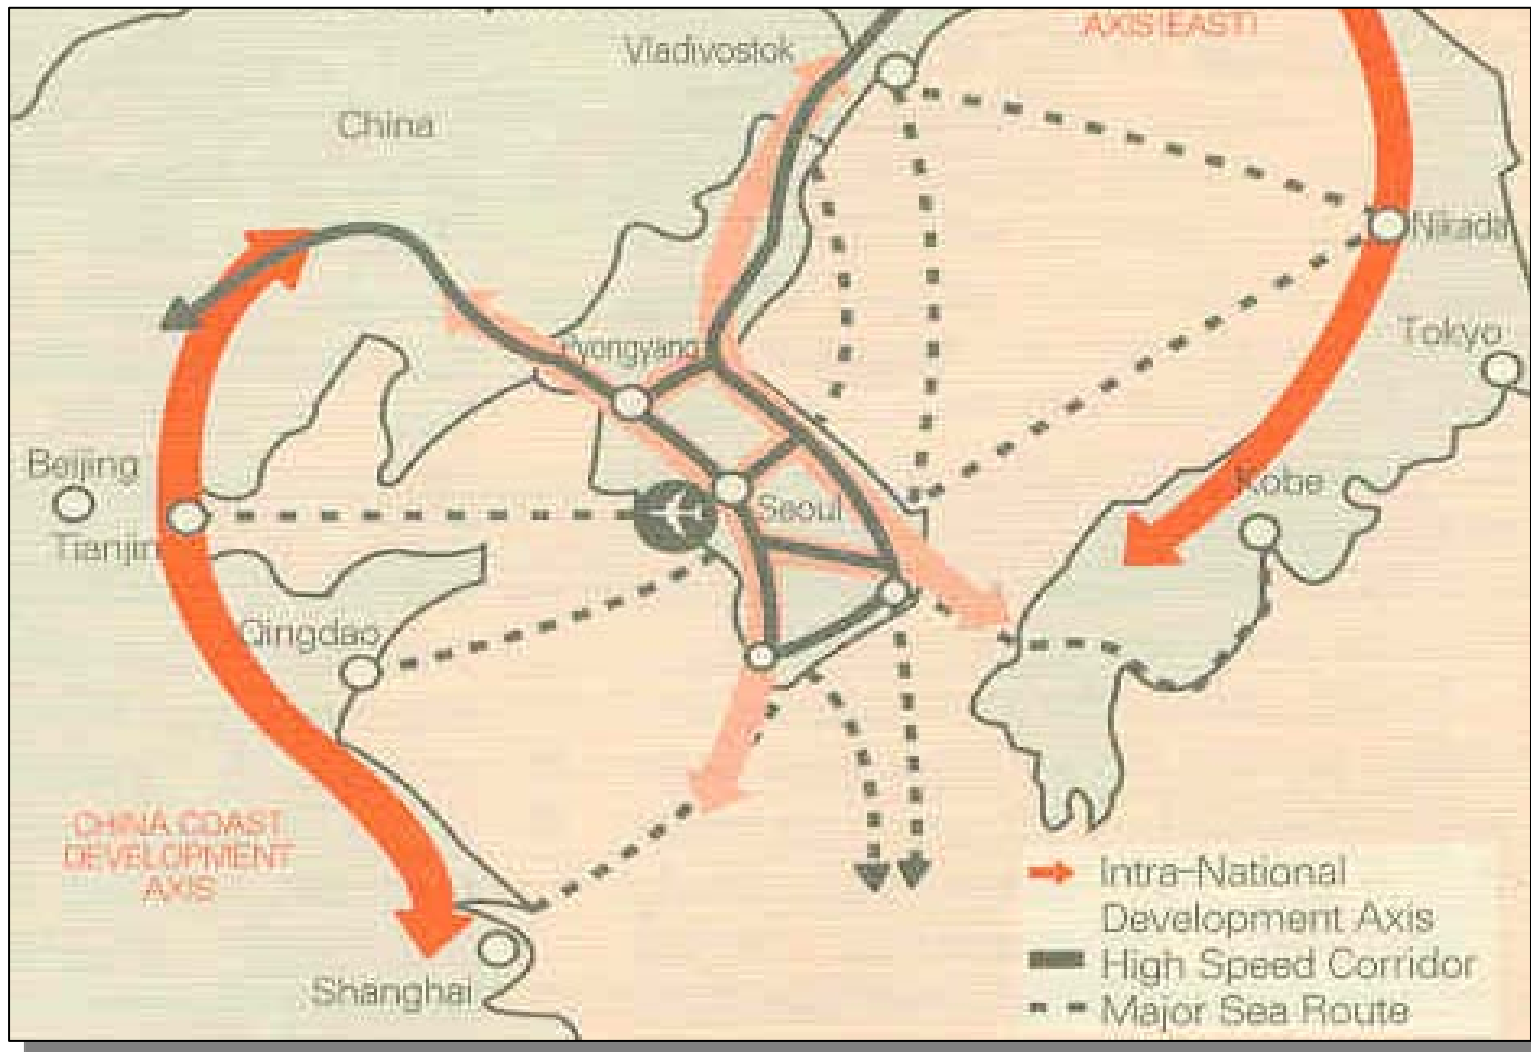 AXIS (EAST)
Vladivostok
China
Nikada
Pyongyang
Tokyo
Beijing
Kobe
Seoul
Tianjin
Qingdao
CHINA COAST
DEVELOPMENT
AXIS
Shanghai
Intra-National
Development Axis
High Speed Corridor
Major Sea Route